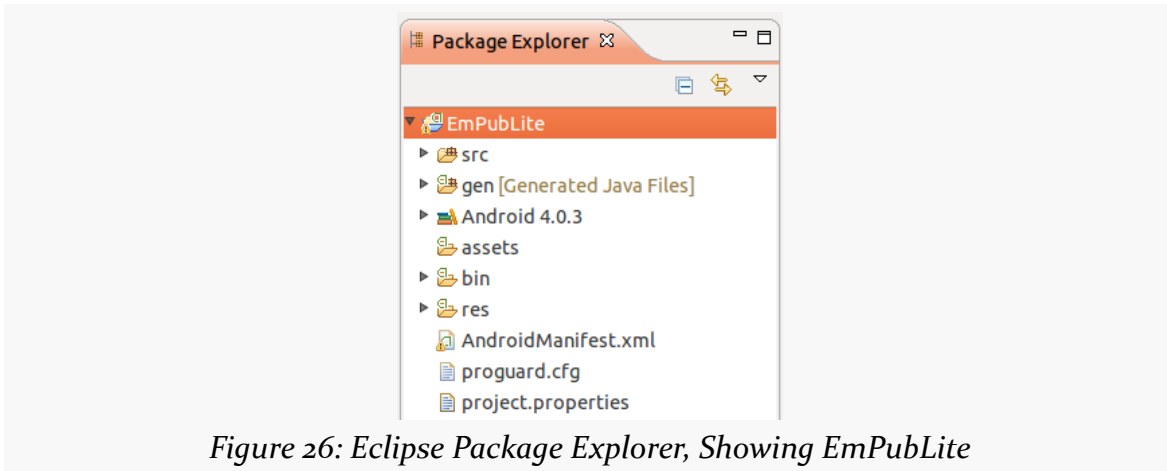 Package Explorer
EmPubLite
src
gen [Generated Java Files]
Android 4.0.3
assets
bin
res
AndroidManifest.xml
proguard.cfg
project.properties
Figure 26: Eclipse Package Explorer, Showing EmPubLite